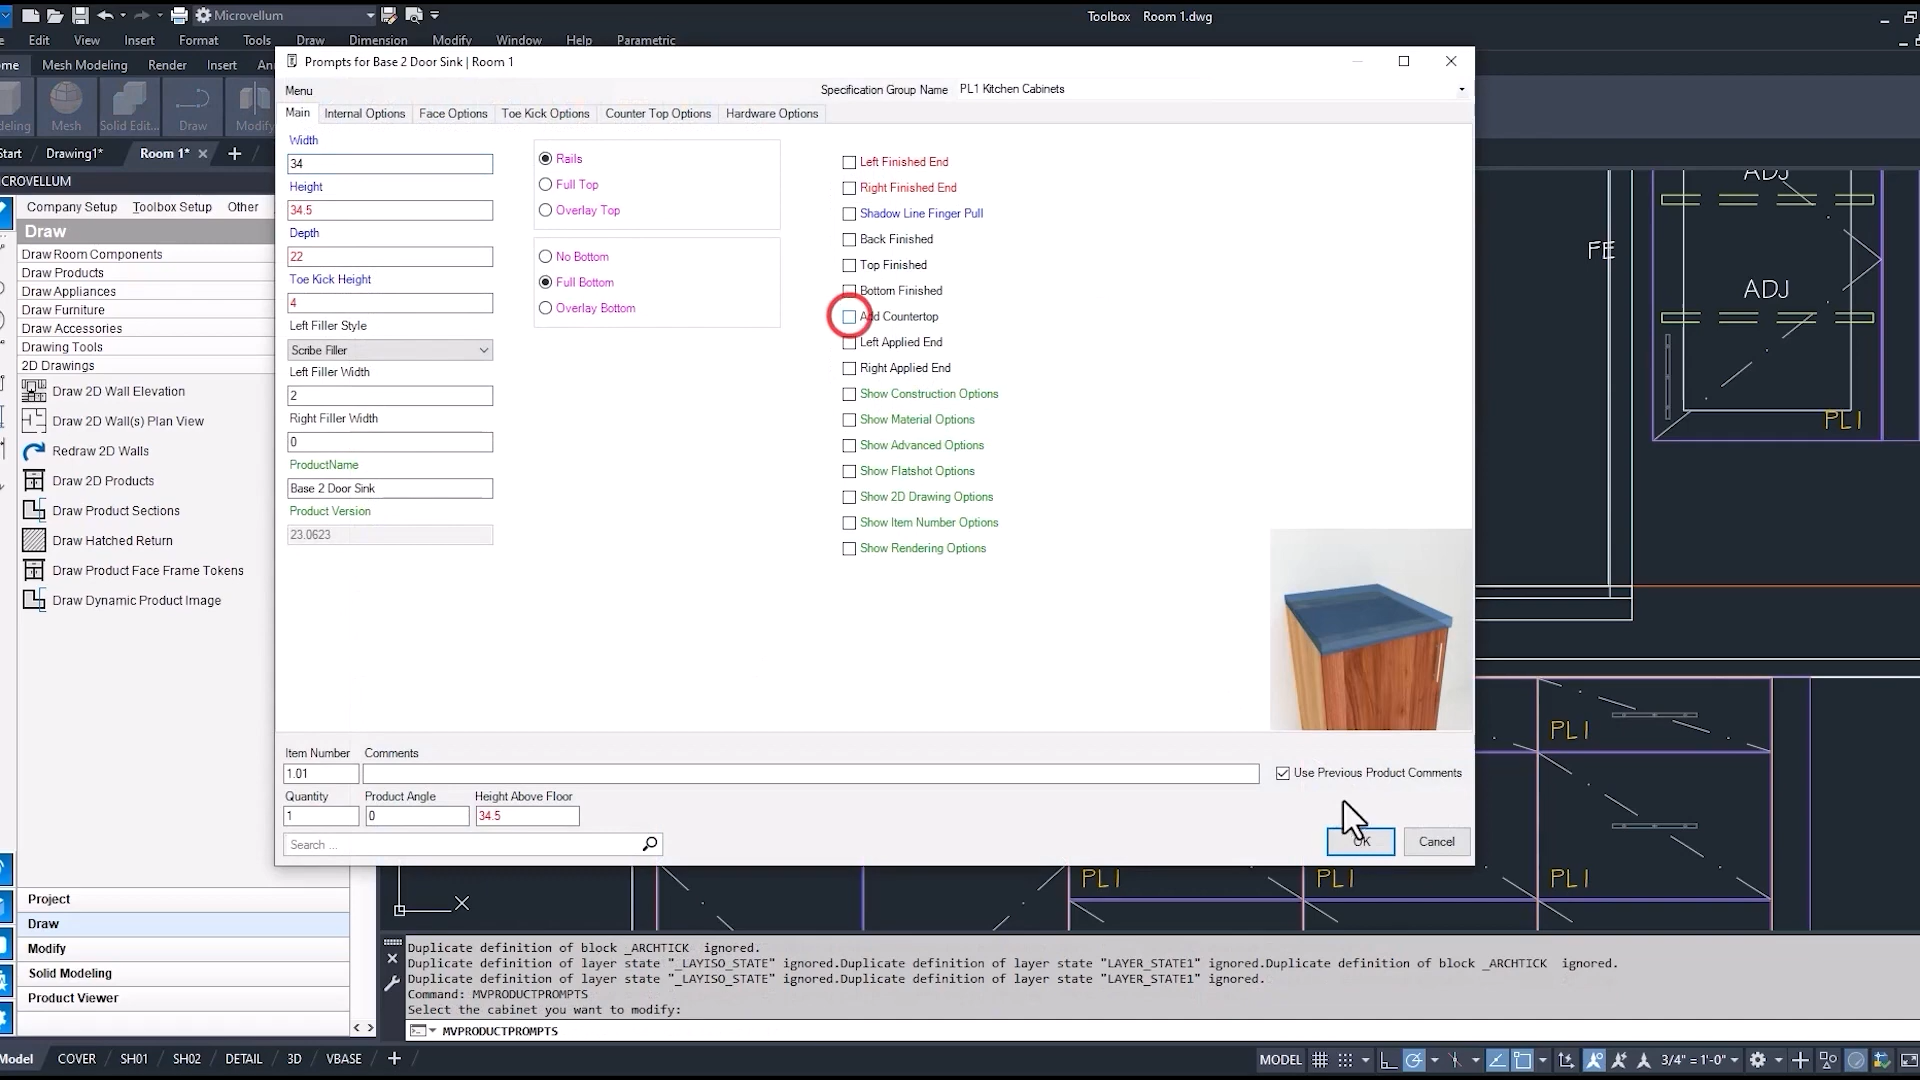 Microvellum
Toolbox Room 1.dwg
Edit View Insert Format Tools Draw Dimension Modify Window Help Parametric
Mesh Modeling Render Insert
Mesh Solid Edit... Draw Modify
Drawing1* Room 1*
Company Setup Toolbox Setup Other
Draw
Draw Room Components
Draw Products
Draw Appliances
Draw Furniture
Draw Accessories
Drawing Tools
2D Drawings
Draw 2D Wall Elevation
Draw 2D Wall(s) Plan View
Redraw 2D Walls
Draw 2D Products
Draw Product Sections
Draw Hatched Return
Draw Product Face Frame Tokens
Draw Dynamic Product Image
Project
Draw
Modify
Solid Modeling
Product Viewer
Prompts for Base 2 Door Sink | Room 1
Menu
Specification Group Name PL1 Kitchen Cabinets
Main Internal Options Face Options Toe Kick Options Counter Top Options Hardware Options
Width
34
Height
34.5
Depth
22
Toe Kick Height
4
Left Filler Style
Scribe Filler
Left Filler Width
2
Right Filler Width
0
ProductName
Base 2 Door Sink
Product Version
23.0623
Rails
Full Top
Overlay Top
No Bottom
Full Bottom
Overlay Bottom
Left Finished End
Right Finished End
Shadow Line Finger Pull
Back Finished
Top Finished
Bottom Finished
Add Countertop
Left Applied End
Right Applied End
Show Construction Options
Show Material Options
Show Advanced Options
Show Flatshot Options
Show 2D Drawing Options
Show Item Number Options
Show Rendering Options
Item Number Comments
1.01
Use Previous Product Comments
Quantity Product Angle Height Above Floor
1 0 34.5
Search ...
OK Cancel
ADJ
FE
ADJ
PL1
PL1
PL1 PL1 PL1
Duplicate definition of block _ARCHTICK ignored.
Duplicate definition of layer state "_LAYISO_STATE" ignored.Duplicate definition of layer state "LAYER_STATE1" ignored.Duplicate definition of block _ARCHTICK ignored.
Duplicate definition of layer state "_LAYISO_STATE" ignored.Duplicate definition of layer state "LAYER_STATE1" ignored.
Command: MVPRODUCTPROMPTS
Select the cabinet you want to modify:
MVPRODUCTPROMPTS
Model COVER SH01 SH02 DETAIL 3D VBASE
MODEL 3/4" = 1'-0"